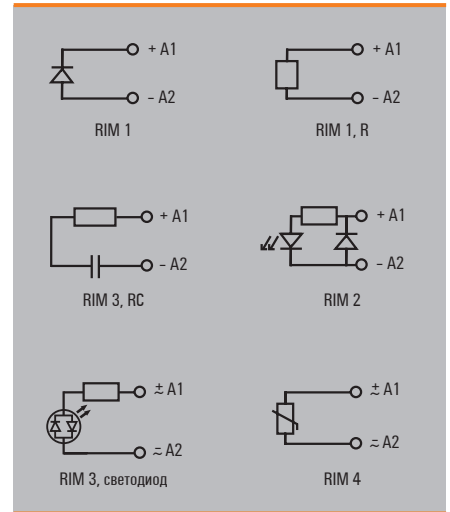 + A1
+ A1
– A2
– A2
RIM 1
RIM 1, R
+ A1
+ A1
– A2
– A2
RIM 3, RC
RIM 2
± A1
± A1
∓ A2
∓ A2
RIM 3, светодиод
RIM 4